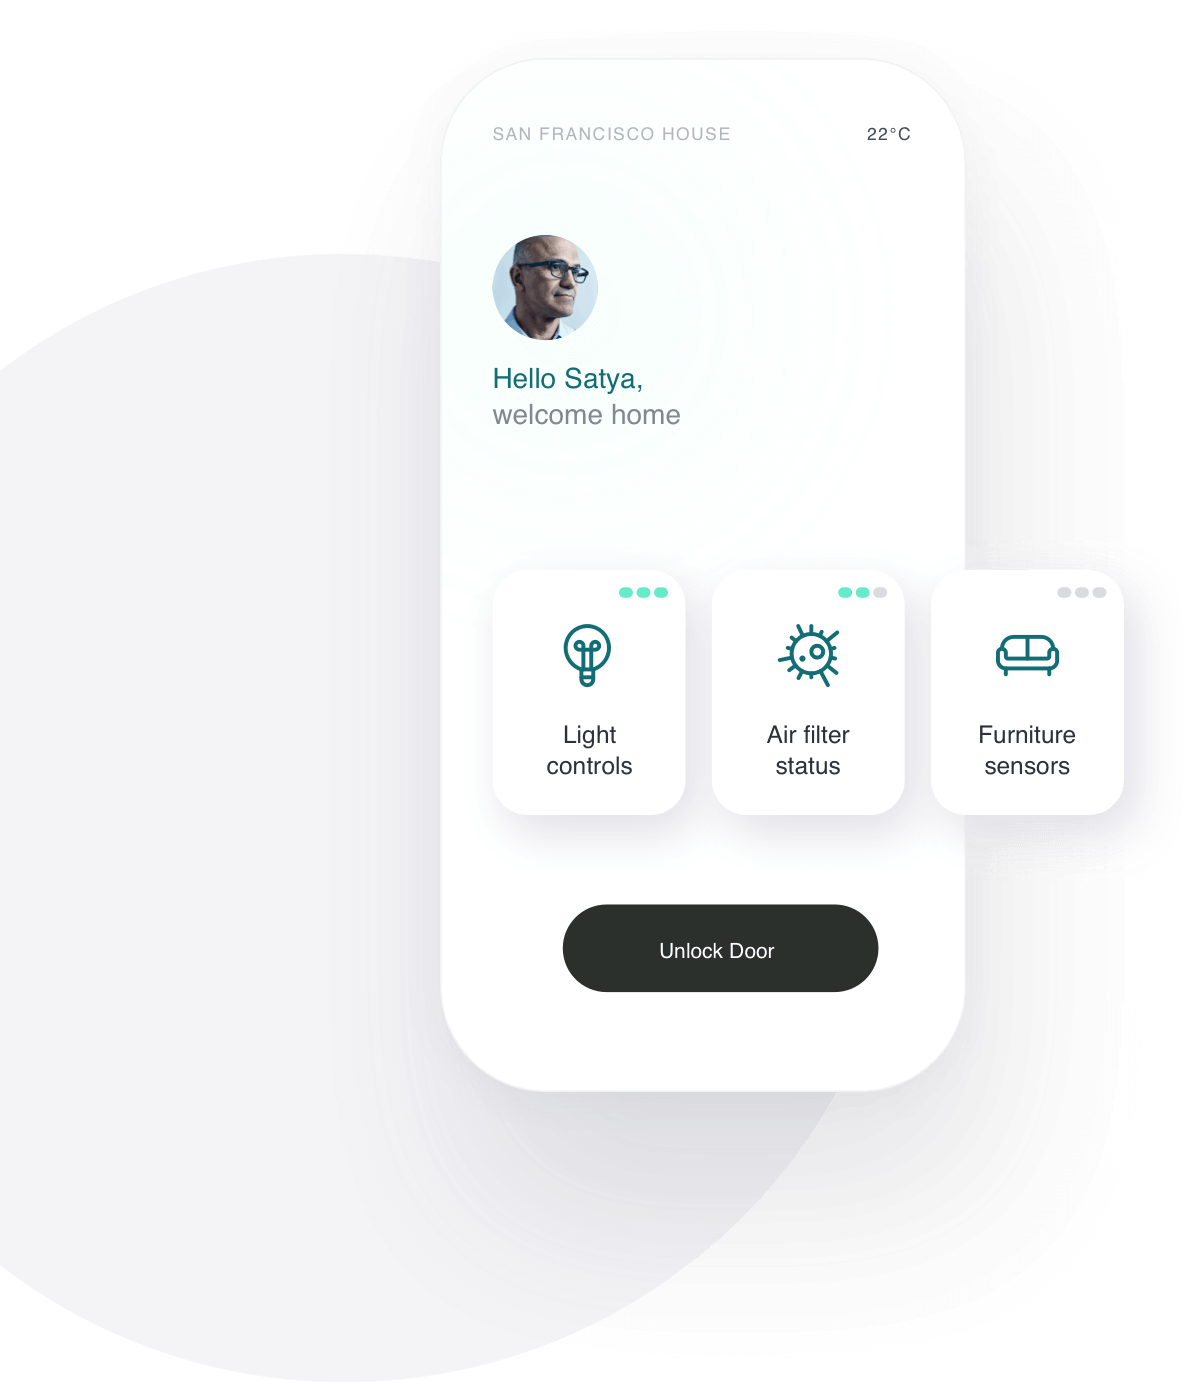 SAN FRANCISCO HOUSE 22°C
Hello Satya,
welcome home
Light
controls
Air filter
status
Furniture
sensors
Unlock Door